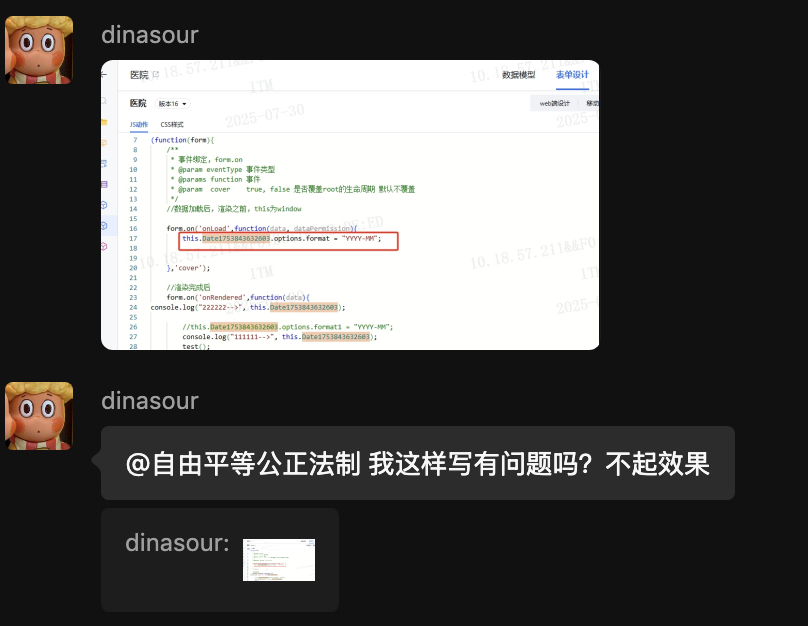 dinasour
医院
数据模型
表单设计
医院 版本16
web端设计
移动
JS动作 CSS样式
7 (function(form){
8 /**
9 * 事件绑定，form.on
10 * @param eventType 事件类型
11 * @params function 事件
12 * @param cover true, false 是否覆盖root的生命周期 默认不覆盖
13 */
14 //数据加载后，渲染之前，this为window
15
16 form.on('onLoad',function(data, dataPermission){
17 this.Date1753843632603.options.format = "YYYY-MM";
18
19
20 },'cover');
21
22 //渲染完成后
23 form.on('onRendered',function(data){
24 console.log("222222-->", this.Date1753843632603);
25
26 //this.Date1753843632603.options.format1 = "YYYY-MM";
27 console.log("111111-->", this.Date1753843632603);
28 test();
10.18.57.211
ITM
2025-07-30
dinasour
@自由平等公正法制 我这样写有问题吗？不起效果
dinasour: